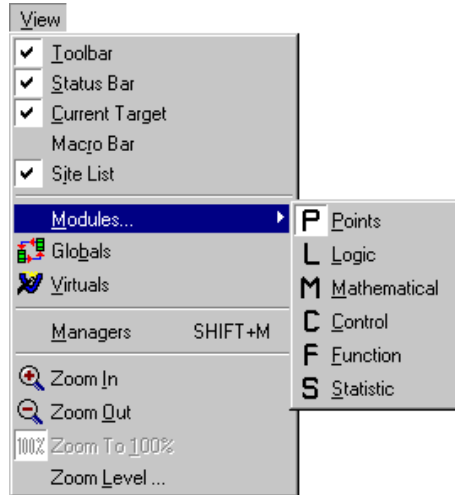 View
Toolbar
Status Bar
Current Target
Macro Bar
Site List
Modules...
P Points
Globals
L Logic
Virtuals
M Mathematical
C Control
Managers SHIFT+M
F Function
Zoom In
S Statistic
Zoom Out
100% Zoom To 100%
Zoom Level ...